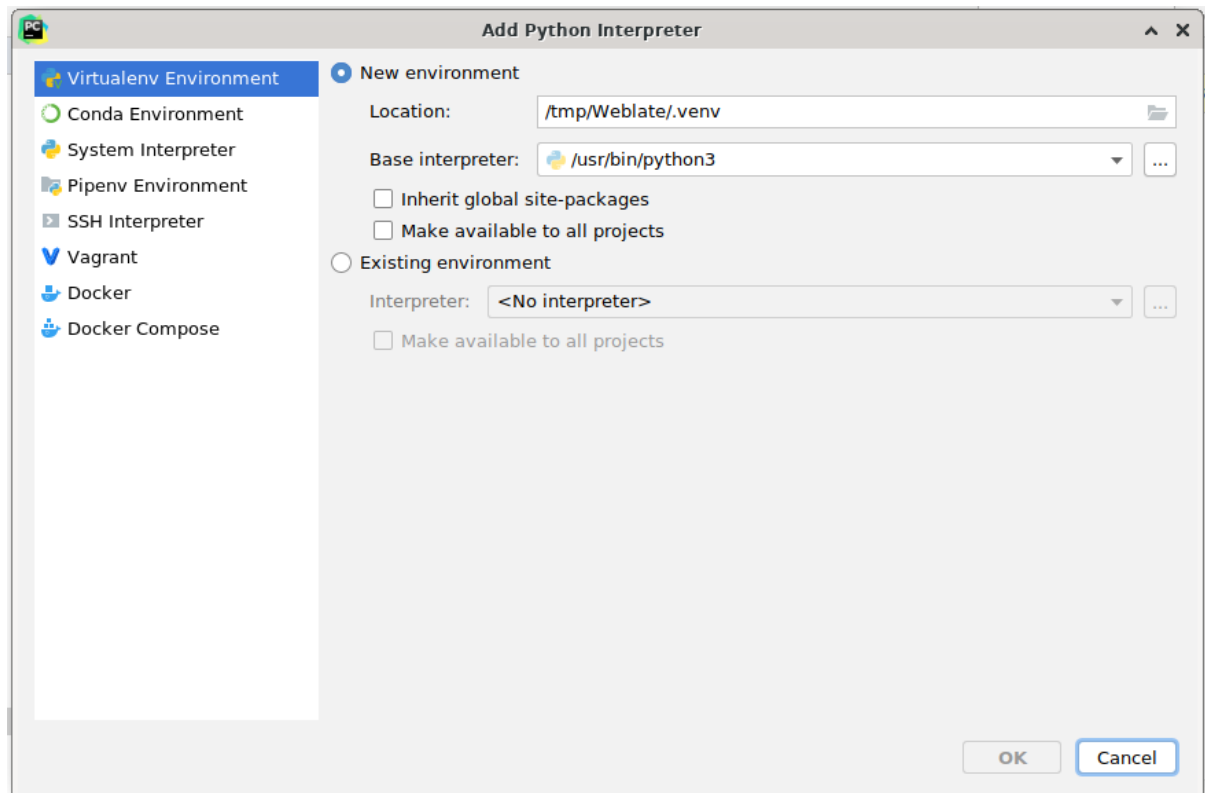 PC
Add Python Interpreter
Virtualenv Environment
Conda Environment
System Interpreter
Pipenv Environment
SSH Interpreter
Vagrant
Docker
Docker Compose
New environment
Location: /tmp/Weblate/.venv
Base interpreter: /usr/bin/python3 ...
Inherit global site-packages
Make available to all projects
Existing environment
Interpreter: <No interpreter> ...
Make available to all projects
OK Cancel